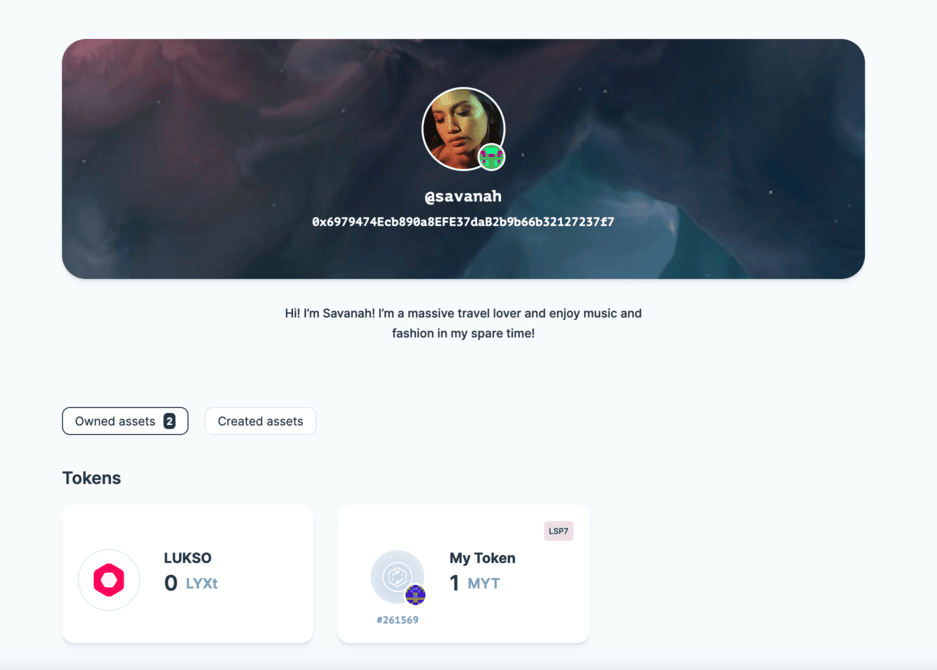 @savanah
0x6979474Ecb890a8EFE37daB2b9b66b32127237f7
Hi! I'm Savanah! I'm a massive travel lover and enjoy music and
fashion in my spare time!
Owned assets 2
Created assets
Tokens
LUKSO
0 LYXt
LSP7
My Token
1 MYT
#261569